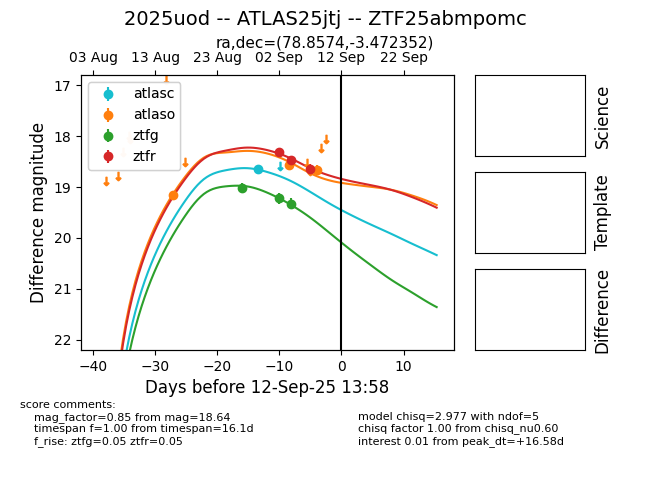 2025uod -- ATLAS25jtj -- ZTF25abmpomc
ra,dec=(78.8574,-3.472352)
03 Aug 13 Aug 23 Aug 02 Sep 12 Sep 22 Sep
17
18
19
20
21
22
Difference magnitude
atlasc
atlaso
ztfg
ztfr
−40 −30 −20 −10 0 10
Days before 12-Sep-25 13:58
Science
Template
Difference
score comments:
mag_factor=0.85 from mag=18.64
timespan f=1.00 from timespan=16.1d
f_rise: ztfg=0.05 ztfr=0.05
model chisq=2.977 with ndof=5
chisq factor 1.00 from chisq_nu0.60
interest 0.01 from peak_dt=+16.58d